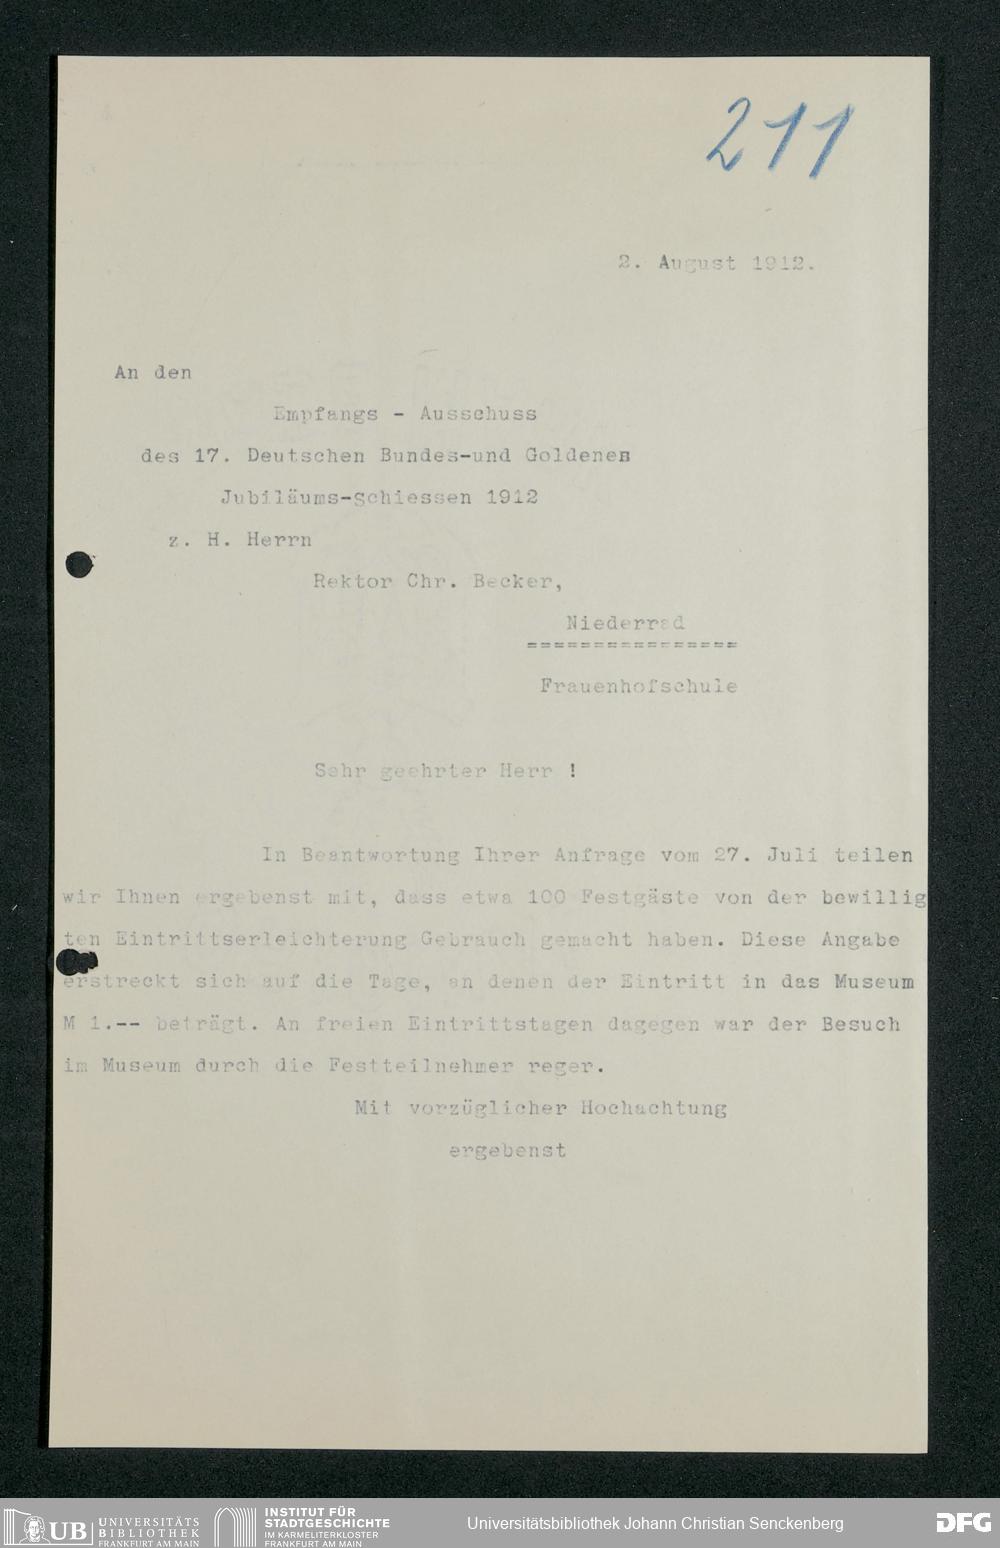 211
2. August 1912.
An den
Empfangs - Ausschuss
des 17. Deutschen Bundes-und Goldenen
Jubiläums-Schiessen 1912
z. H. Herrn
Rektor Chr. Becker,
Niederrad
================
Frauenhofschule
Sehr geehrter Herr !
In Beantwortung Ihrer Anfrage vom 27. Juli teilen
wir Ihnen ergebenst mit, dass etwa 100 Festgäste von der bewillig
ten Eintrittserleichterung Gebrauch gemacht haben. Diese Angabe
erstreckt sich auf die Tage, an denen der Eintritt in das Museum
M 1.-- beträgt. An freien Eintrittstagen dagegen war der Besuch
im Museum durch die Festteilnehmer reger.
Mit vorzüglicher Hochachtung
ergebenst
UB UNIVERSITÄTS
BIBLIOTHEK
FRANKFURT AM MAIN
INSTITUT FÜR
STADTGESCHICHTE
IM KARMELITERKLOSTER
FRANKFURT AM MAIN
Universitätsbibliothek Johann Christian Senckenberg
DFG